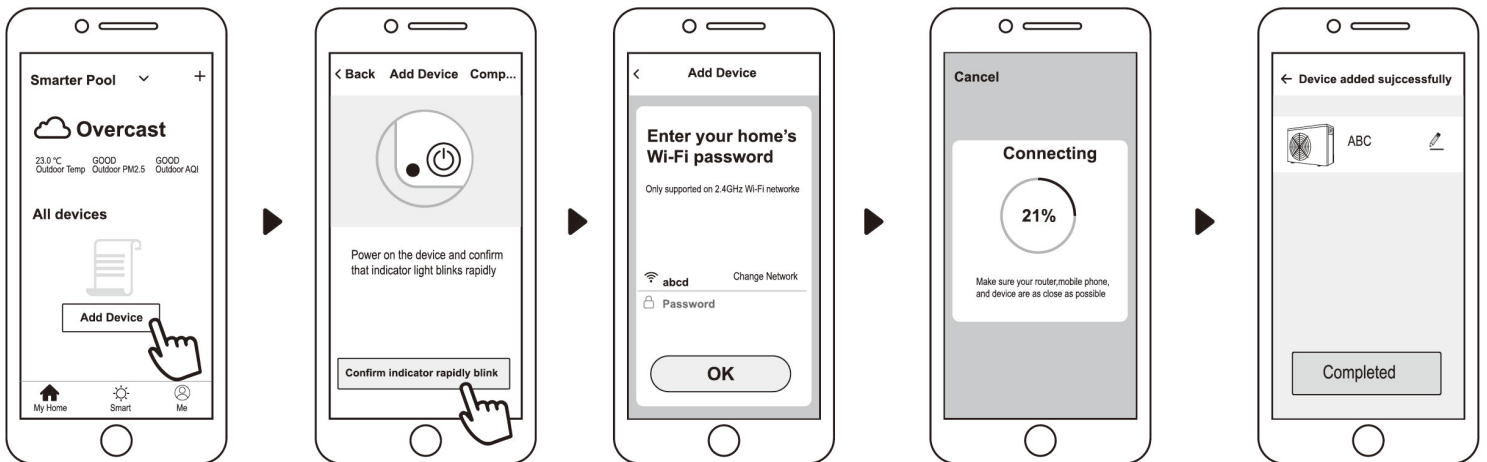 Smarter Pool +
Overcast
23.0 ℃ GOOD GOOD
Outdoor Temp Outdoor PM2.5 Outdoor AQI
All devices
Add Device
My Home Smart Me
< Back Add Device Comp...
Power on the device and confirm
that indicator light blinks rapidly
Confirm indicator rapidly blink
< Add Device
Enter your home's
Wi-Fi password
Only supported on 2.4GHz Wi-Fi networke
abcd Change Network
Password
OK
Cancel
Connecting
21%
Make sure your router,mobile phone,
and device are as close as possible
← Device added sujccessfully
ABC
Completed